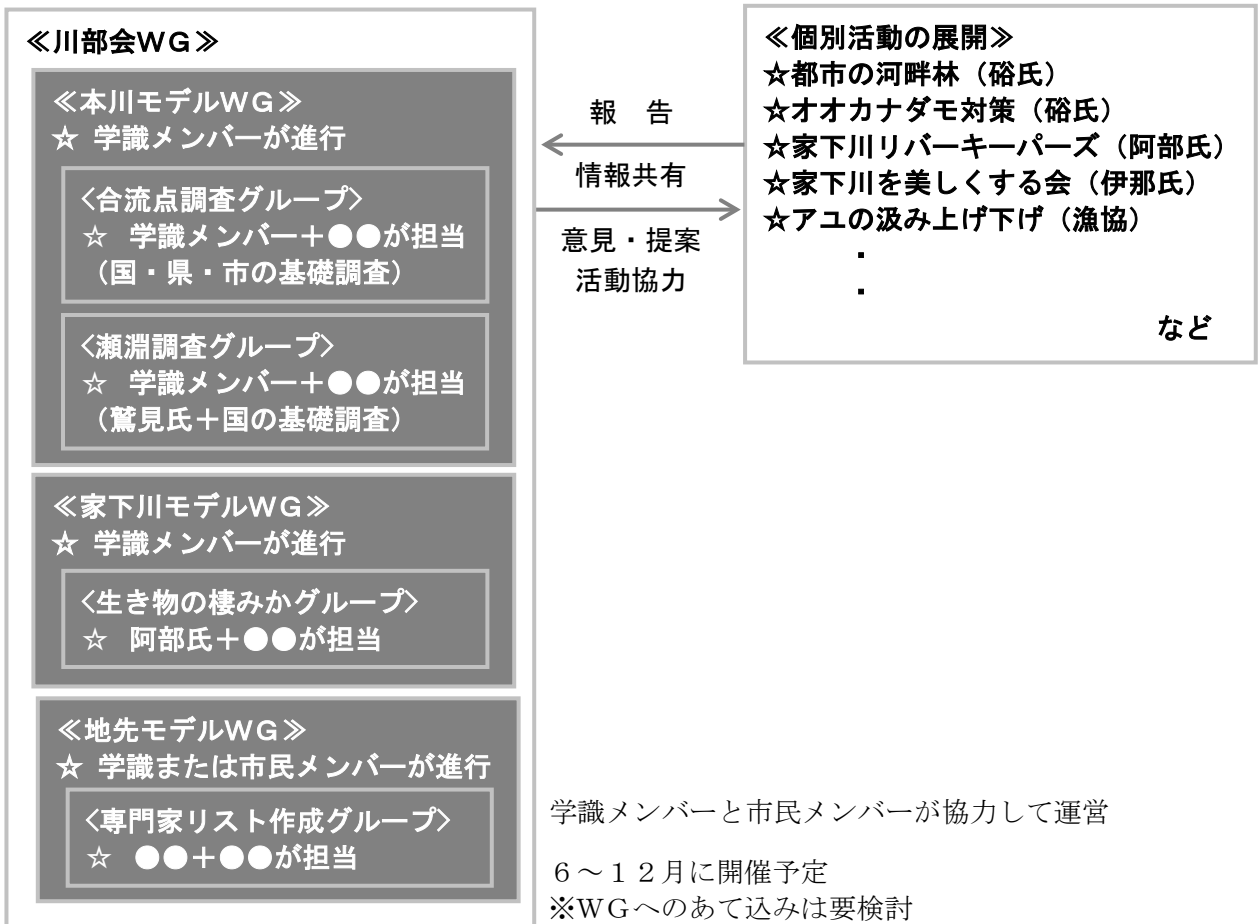 ≪川部会WG≫
≪本川モデルWG≫
☆ 学識メンバーが進行
<合流点調査グループ>
☆ 学識メンバー+●●が担当
(国・県・市の基礎調査)
<瀬淵調査グループ>
☆ 学識メンバー+●●が担当
(鷲見氏+国の基礎調査)
≪家下川モデルWG≫
☆ 学識メンバーが進行
<生き物の棲みかグループ>
☆ 阿部氏+●●が担当
≪地先モデルWG≫
☆ 学識または市民メンバーが進行
<専門家リスト作成グループ>
☆ ●●+●●が担当
報 告
情報共有
意見・提案
活動協力
≪個別活動の展開≫
☆都市の河畔林(硲氏)
☆オオカナダモ対策(硲氏)
☆家下川リバーキーパーズ(阿部氏)
☆家下川を美しくする会(伊那氏)
☆アユの汲み上げ下げ(漁協)
・
・
など
学識メンバーと市民メンバーが協力して運営
6~12月に開催予定
※WGへのあて込みは要検討